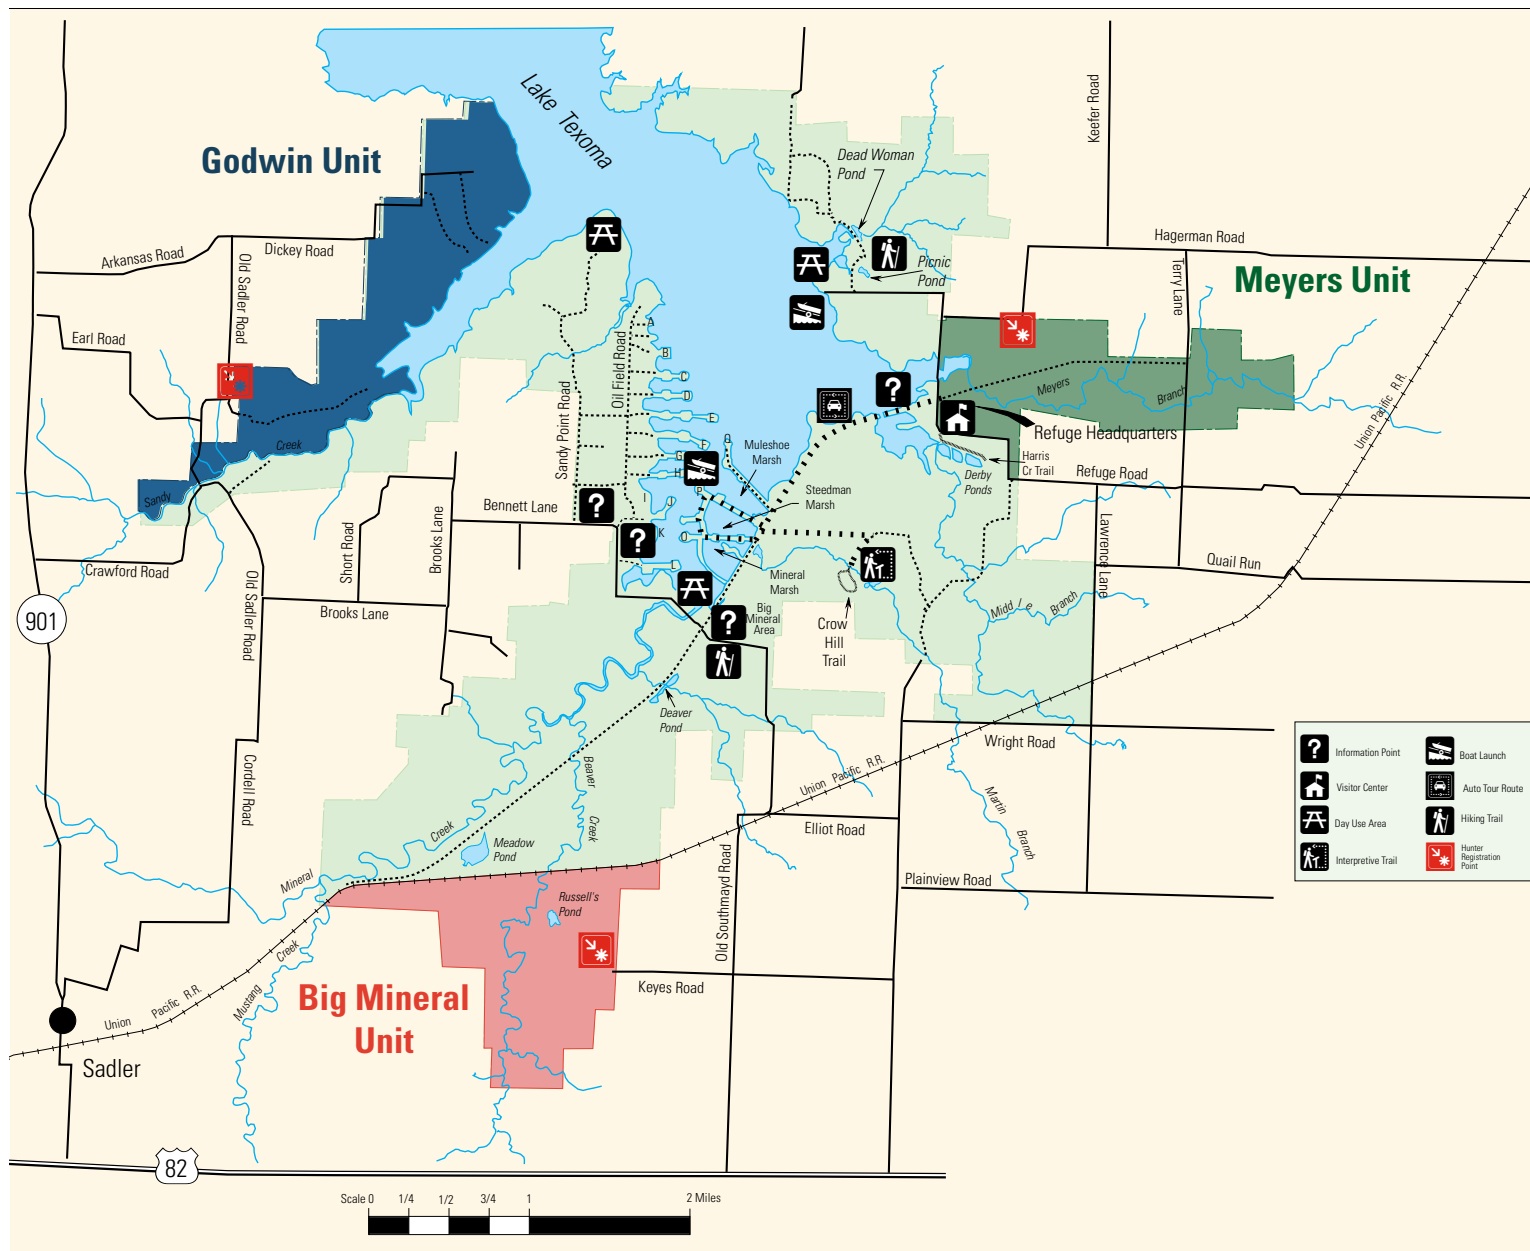 Lake Texoma
Godwin Unit
Keefer Road
Dead Woman
Pond
Hagerman Road
Arkansas Road
Dickey Road
Old Sadler Road
Picnic
Pond
Terry Lane
Meyers Unit
Earl Road
A
B
C
D
E
F
G
H
I
J
K
L
O
P
Q
Oil Field Road
Sandy Point Road
Meyers
Branch
Union Pacific R.R.
Refuge Headquarters
Muleshoe
Marsh
Harris
Cr Trail
Refuge Road
Derby
Ponds
Creek
Sandy
Steedman
Marsh
Bennett Lane
Short Road
Brooks Lane
Lawrence Lane
Crawford Road
Old Sadler Road
Mineral
Marsh
Quail Run
Middle Branch
Brooks Lane
901
Big
Mineral
Area
Crow
Hill
Trail
Deaver
Pond
Wright Road
Information Point
Boat Launch
Visitor Center
Auto Tour Route
Day Use Area
Hiking Trail
Interpretive Trail
Hunter
Registration
Point
Cordell Road
Beaver
Creek
Union Pacific R.R.
Martin
Branch
Elliot Road
Creek
Mineral
Meadow
Pond
Old Southmayd Road
Plainview Road
Russell's
Pond
Creek
Mustang
Big Mineral
Unit
Keyes Road
Union Pacific R.R.
Sadler
82
Scale 0 1/4 1/2 3/4 1 2 Miles